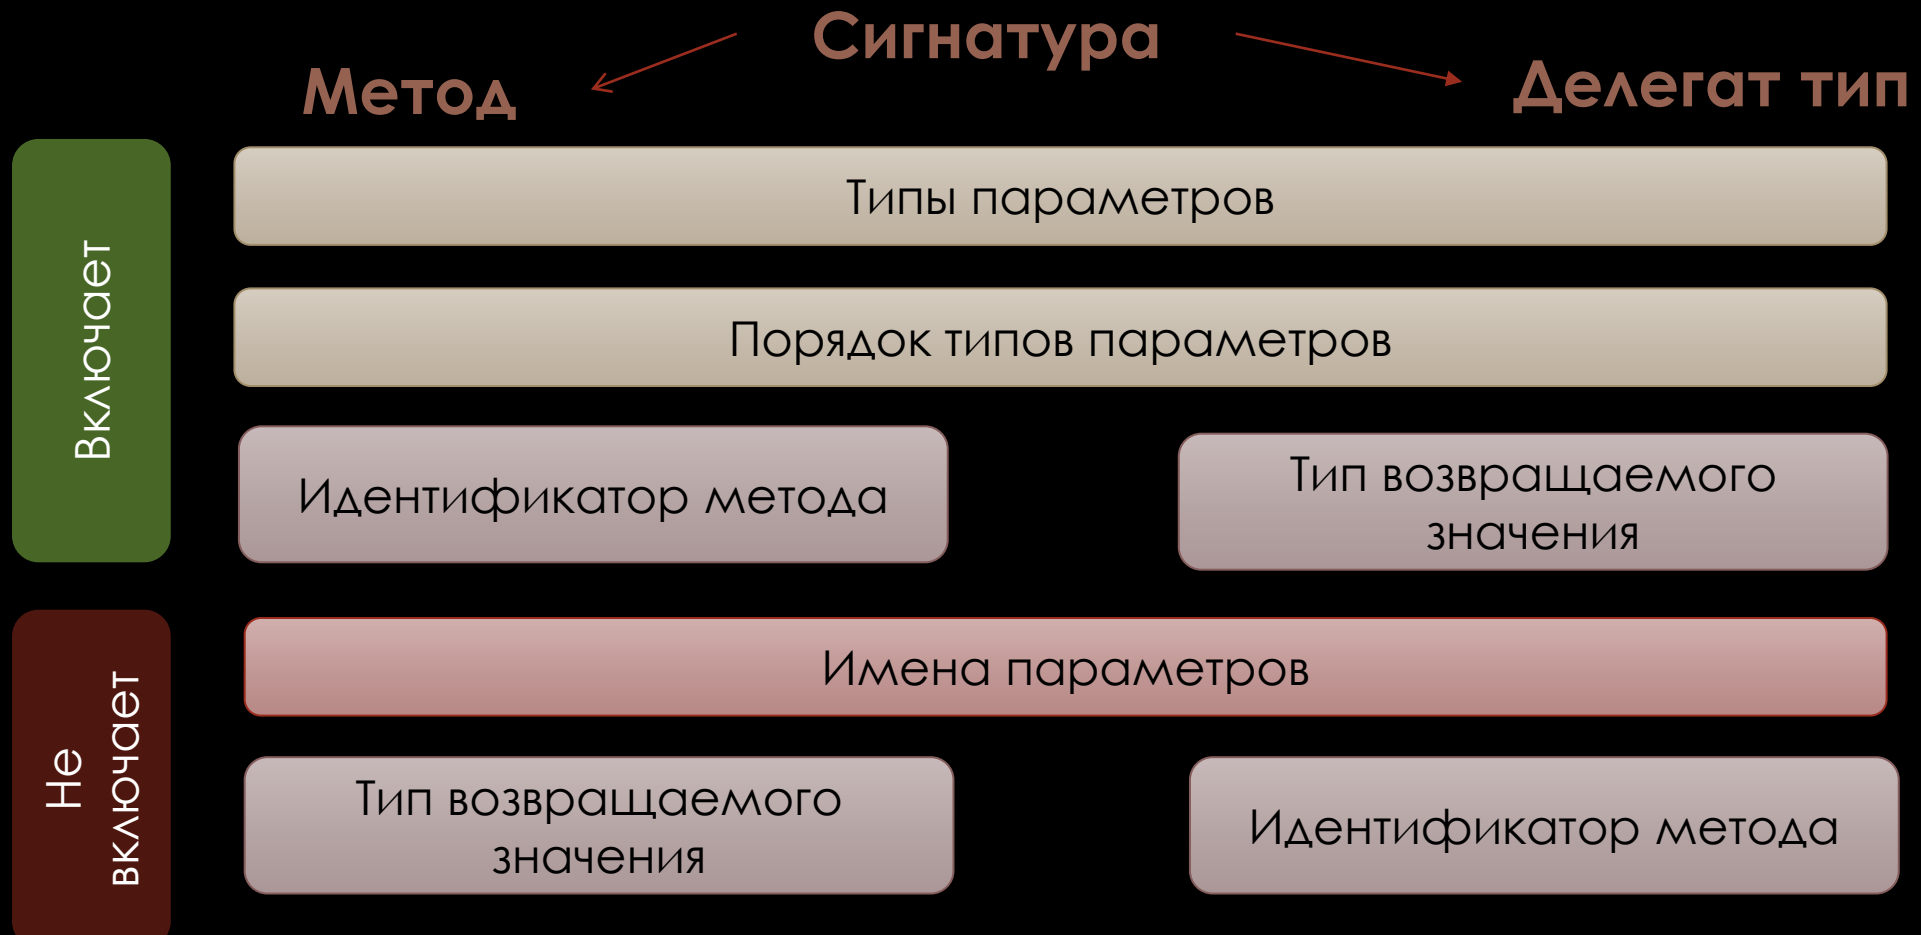 Сигнатура
Метод
Делегат тип
Включает
Типы параметров
Порядок типов параметров
Идентификатор метода
Тип возвращаемого
значения
Не
включает
Имена параметров
Тип возвращаемого
значения
Идентификатор метода